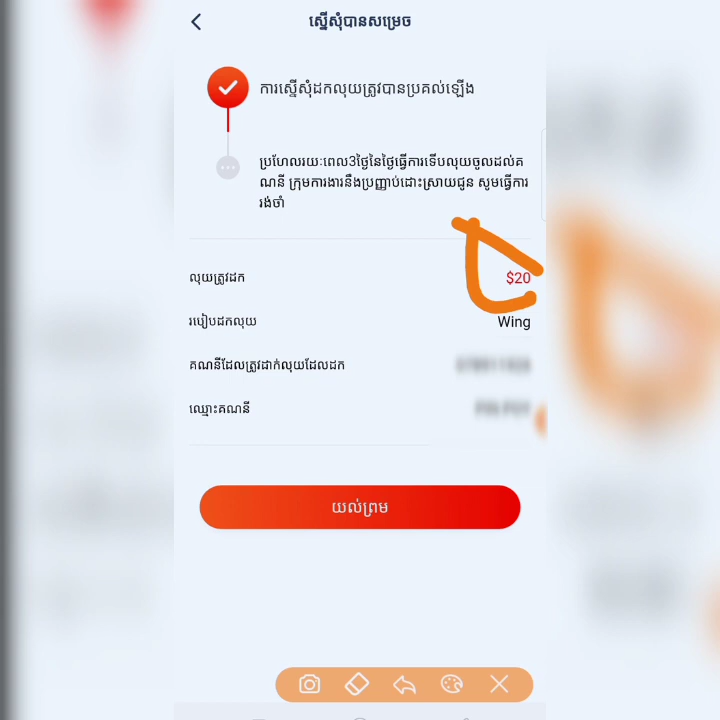 ស្នើសុំបានសម្រេច
ការស្នើសុំដកលុយត្រូវបានប្រគល់ឡើង
ប្រហែលរយៈពេល3ថ្ងៃនៃថ្ងៃធ្វើការទើបលុយចូលដល់គ
ណនី ក្រុមការងារនឹងប្រញ្ញាប់ដោះស្រាយជូន សូមធ្វើការ
រង់ចាំ
លុយត្រូវដក
$20
របៀបដកលុយ
Wing
គណនីដែលត្រូវដាក់លុយដែលដក
ឈ្មោះគណនី
យល់ព្រម